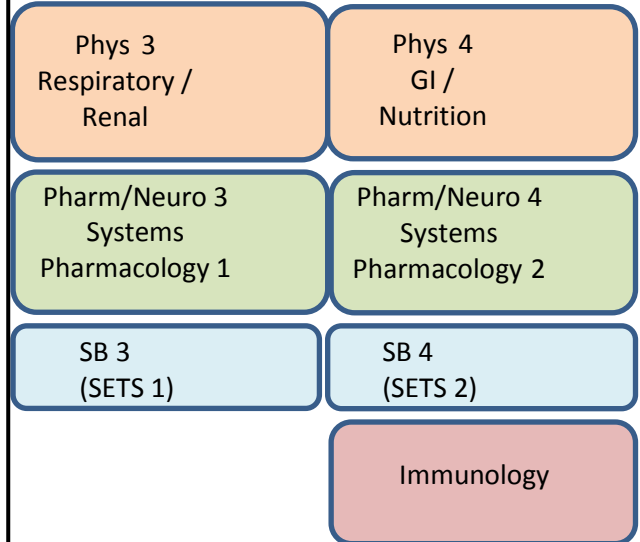 Phys 3
Respiratory /
Renal
Phys 4
GI /
Nutrition
Pharm/Neuro 3
Systems
Pharmacology 1
Pharm/Neuro 4
Systems
Pharmacology 2
SB 3
(SETS 1)
SB 4
(SETS 2)
Immunology